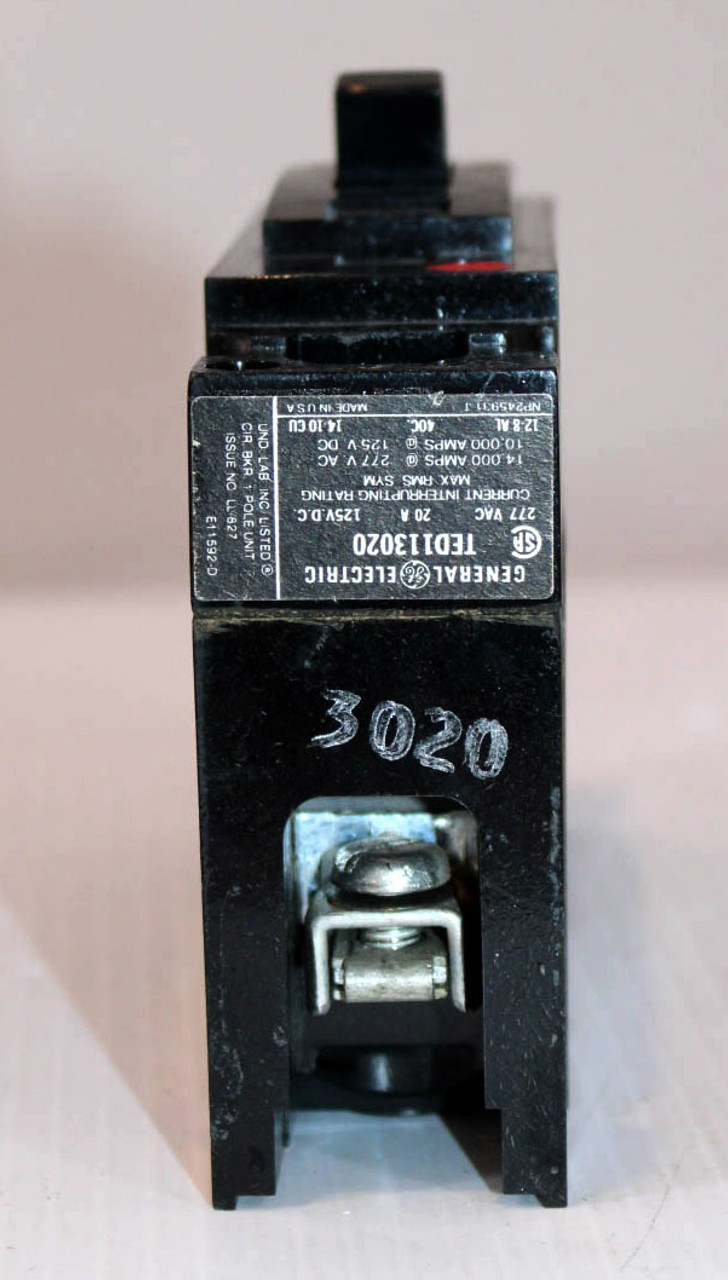 GENERAL GE ELECTRIC
TED113020
277 VAC 20 A 125V.D.C
CURRENT INTERRUPTING RATING
MAX RMS SYM
14,000 AMPS @ 277 V. AC
10,000 AMPS @ 125 V. DC
12-8 AL 40C. 14-10 CU
NP245931-J MADE IN U S A
UND. LAB. INC. LISTED ®
CIR. BKR. 1 POLE UNIT
ISSUE NO. LL-827
E11592-D
3020